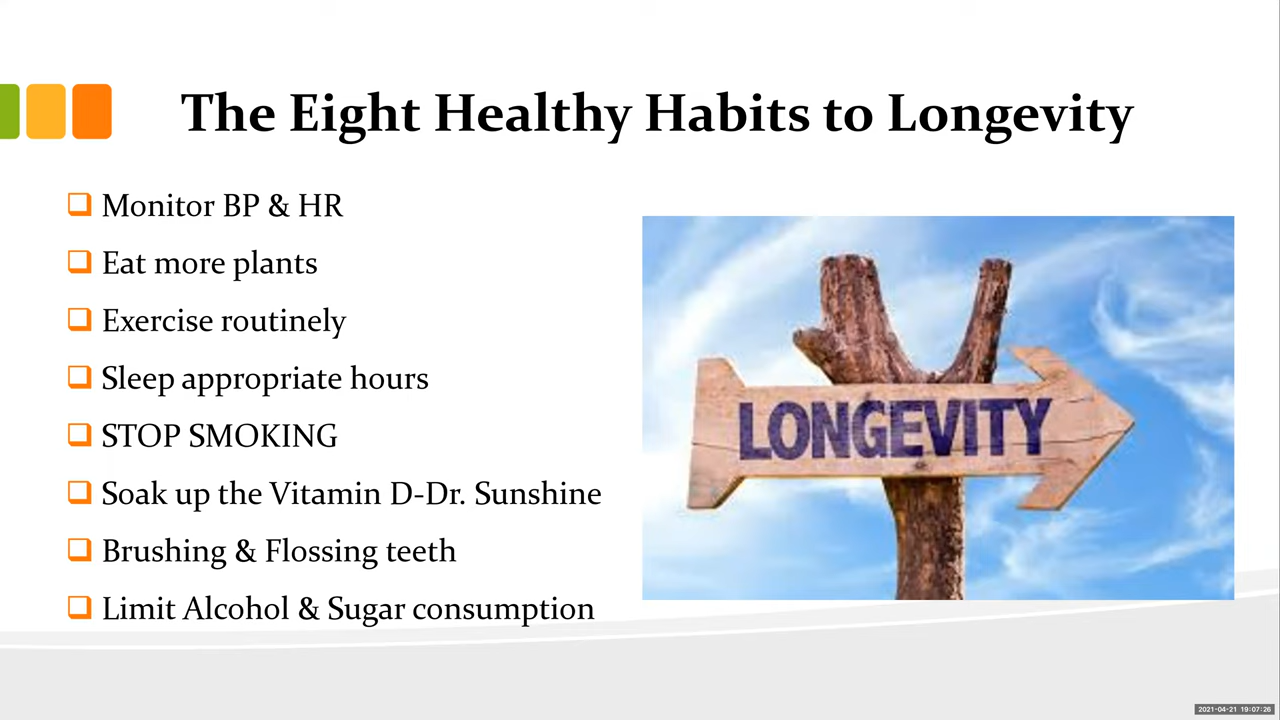 The Eight Healthy Habits to Longevity
Monitor BP & HR
Eat more plants
Exercise routinely
Sleep appropriate hours
STOP SMOKING
Soak up the Vitamin D-Dr. Sunshine
Brushing & Flossing teeth
Limit Alcohol & Sugar consumption
LONGEVITY
2021-04-21 19:07:26